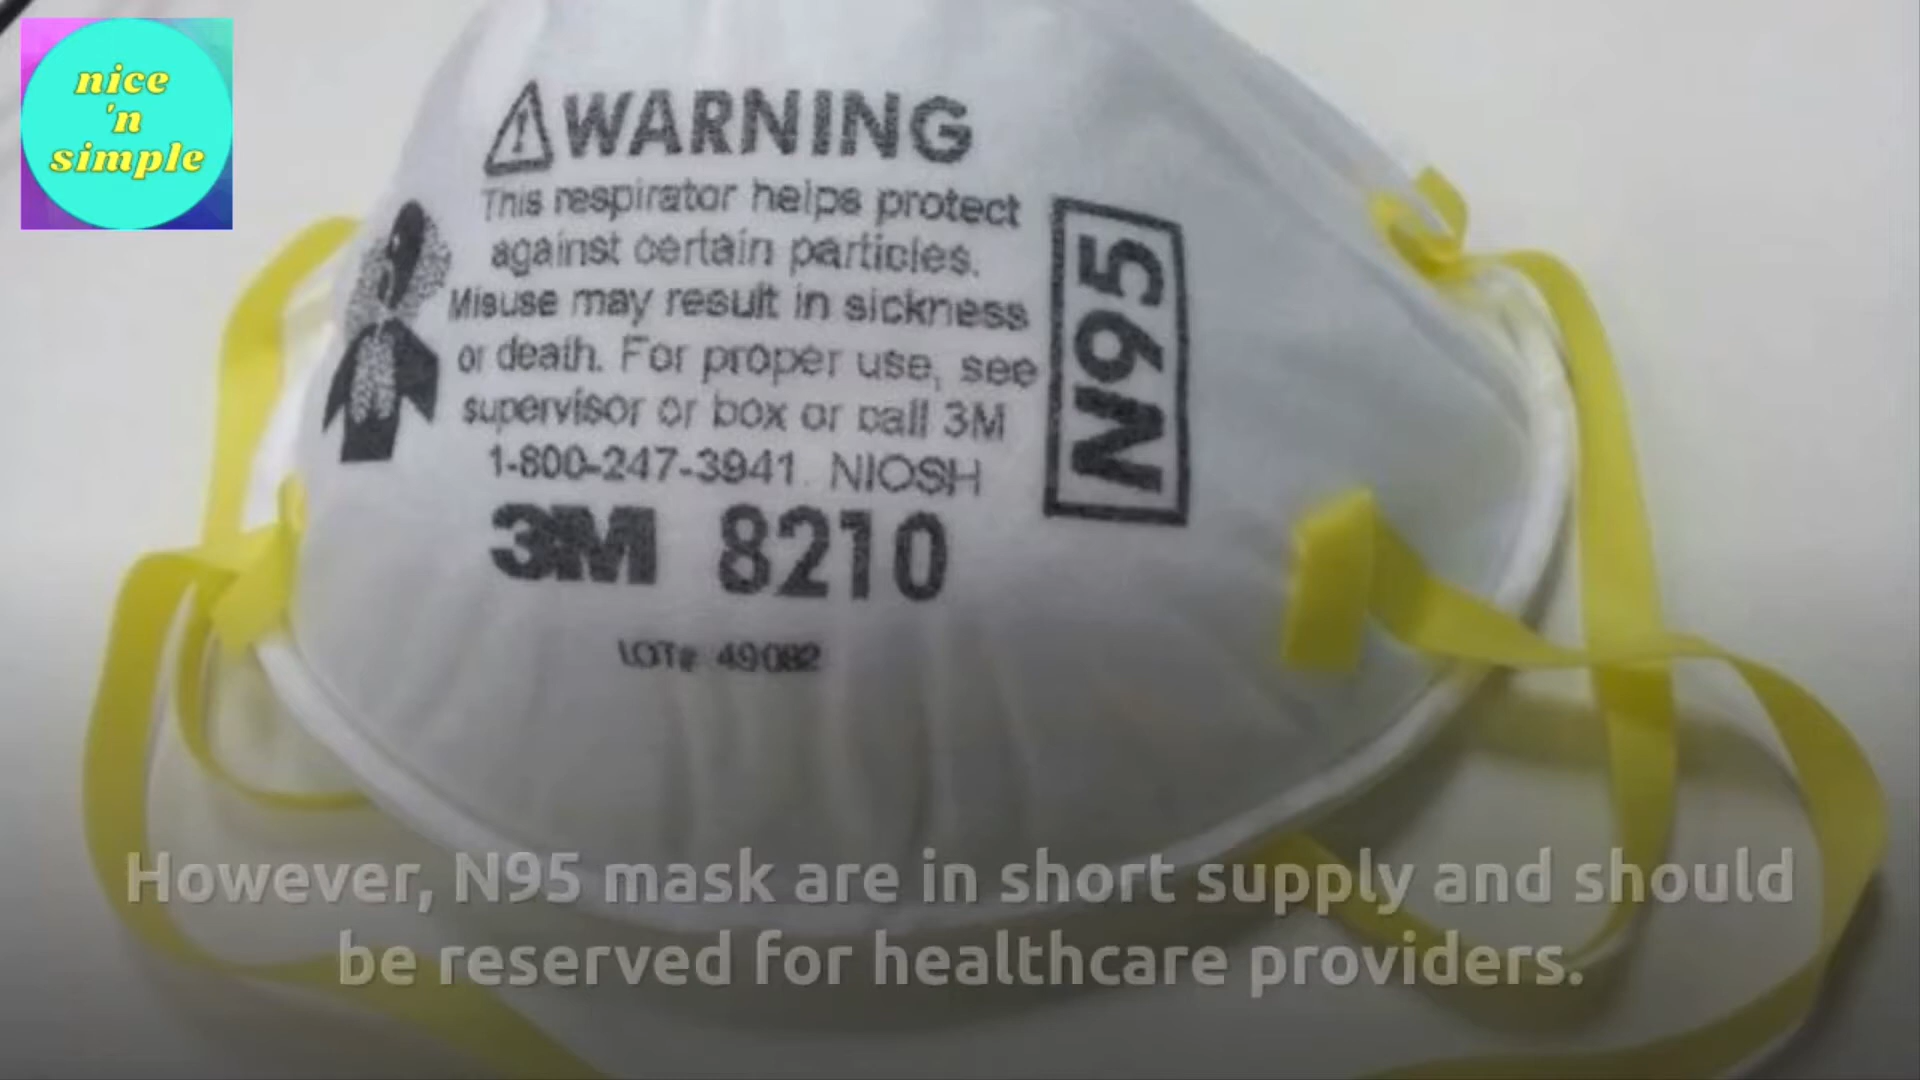 nice
'n
simple
WARNING
This respirator helps protect
against certain particles.
Misuse may result in sickness
or death. For proper use, see
supervisor or box or call 3M
1-800-247-3941. NIOSH
3M 8210
LOT# 49082
N95
However, N95 mask are in short supply and should
be reserved for healthcare providers.